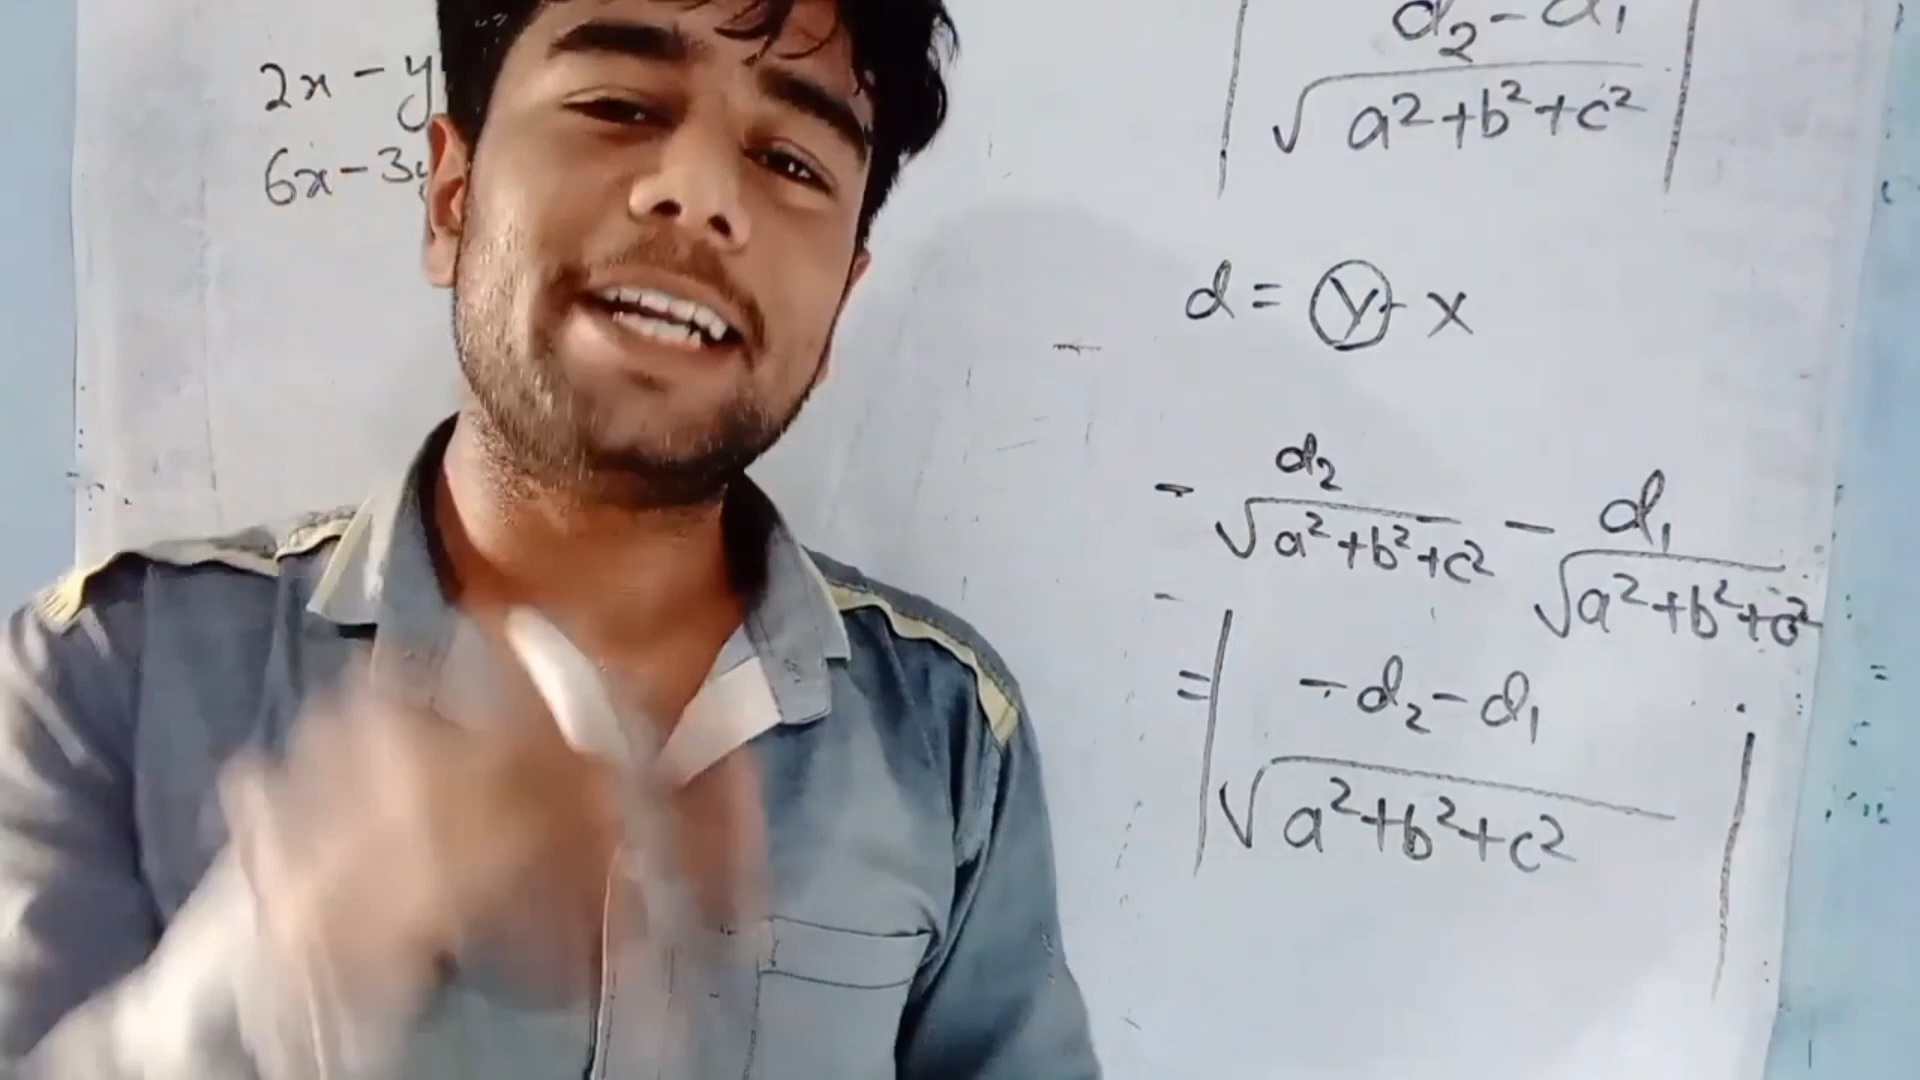 2x - y
6x - 3y
d₂ - d₁
√a²+b²+c²
d = y - x
- d₂ - d₁
√a²+b²+c² √a²+b²+c²
= | -d₂ - d₁ |
√a²+b²+c²